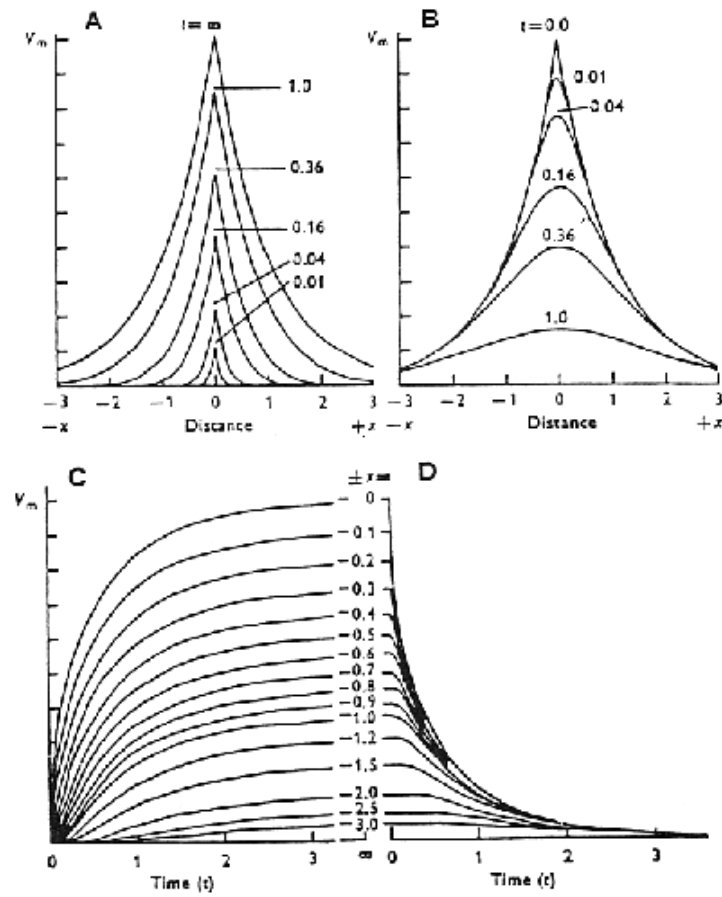 A
t = ∞
V_m
1.0
0.36
0.16
0.04
0.01
−3 −2 −1 0 1 2 3
−x Distance +x
B
t = 0.0
V_m
0.01
0.04
0.16
0.36
1.0
−3 −2 −1 0 1 2 3
−x Distance +x
C
V_m
± x =
D
0
0.1
0.2
0.3
0.4
0.5
0.6
0.7
0.8
0.9
1.0
1.2
1.5
2.0
2.5
3.0
0 1 2 3 ∞
Time (t)
0 1 2 3
Time (t)